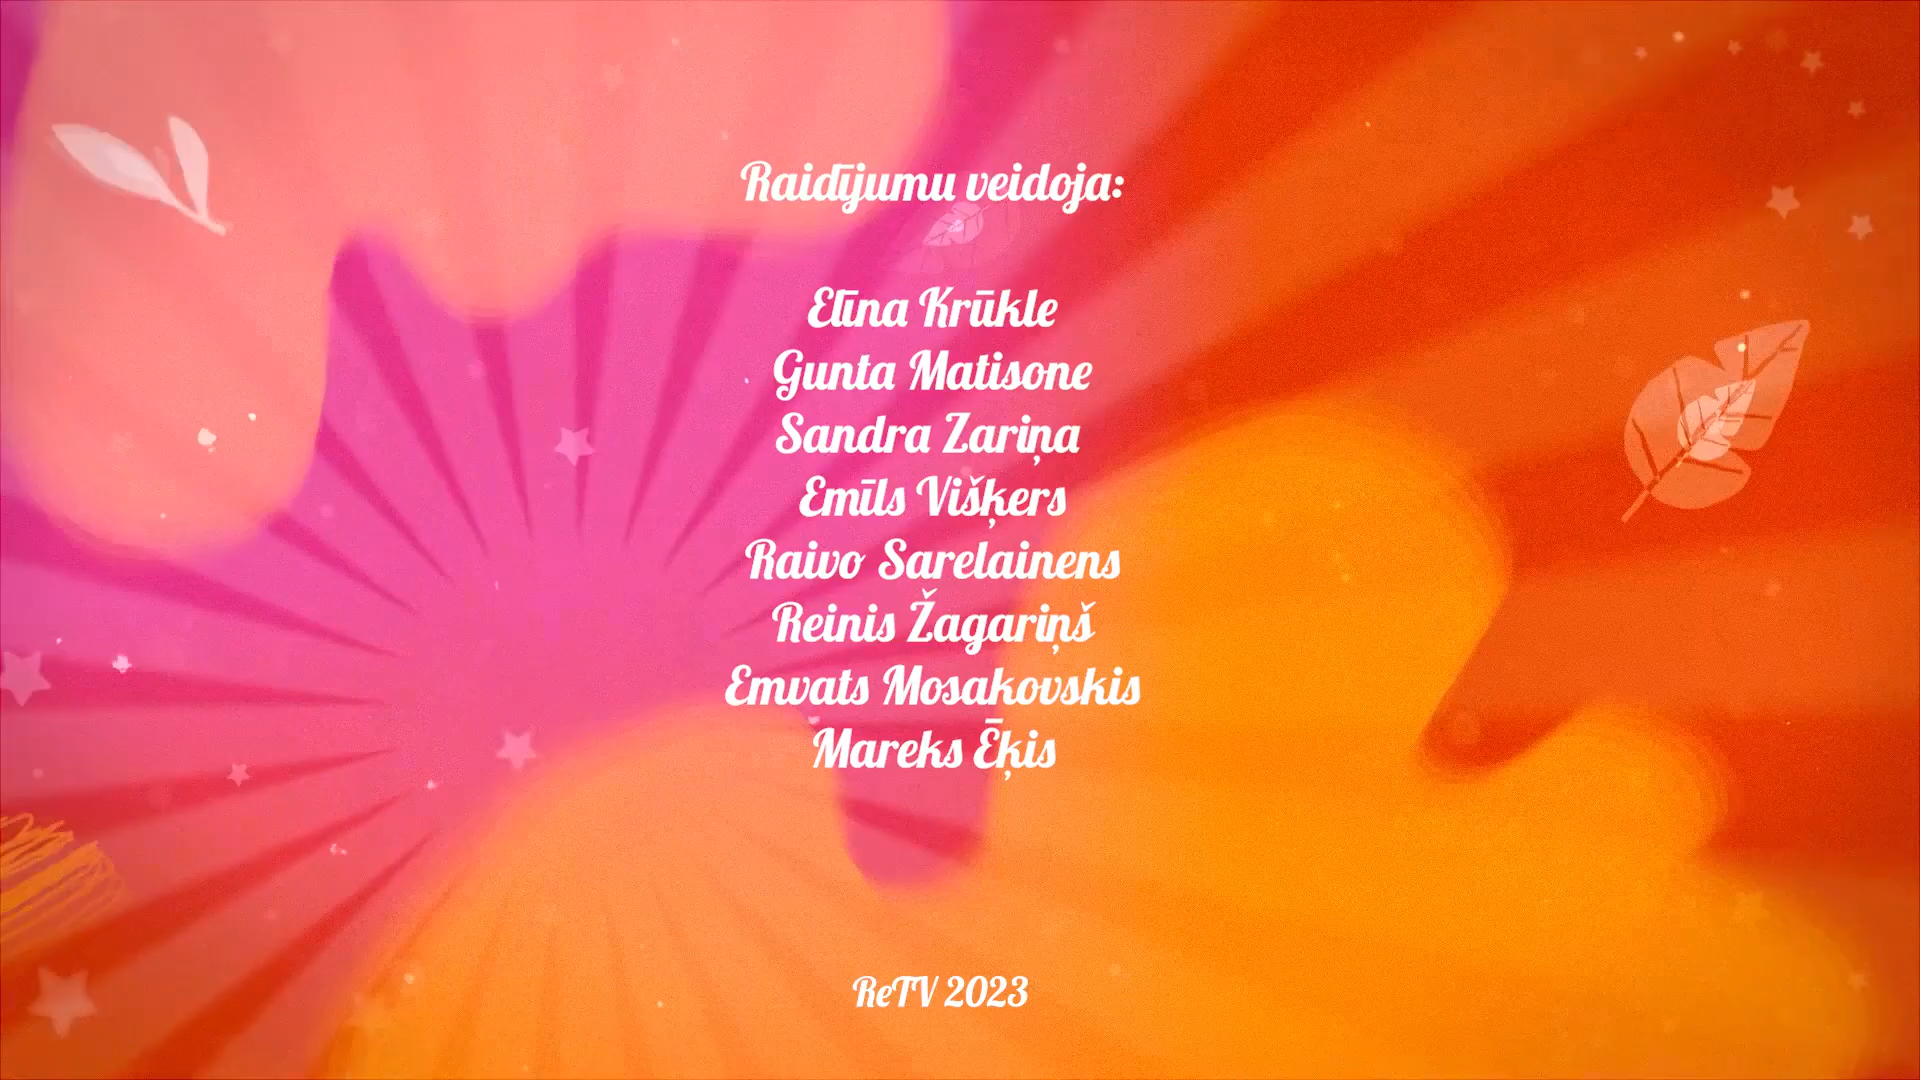 Raidījumu veidoja:
Elīna Krūkle
Gunta Matisone
Sandra Zariņa
Emīls Višķers
Raivo Sarelainens
Reinis Žagariņš
Emvats Mosakovskis
Mareks Ēķis
ReTV 2023